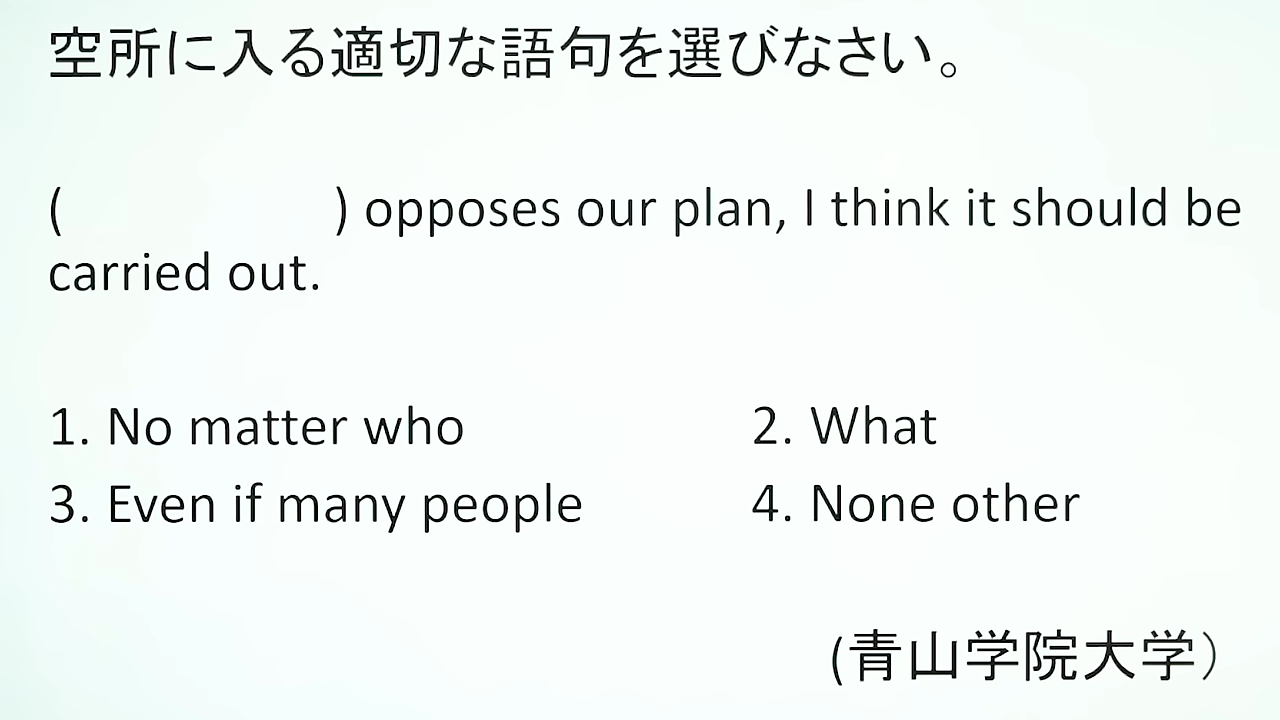 空所に入る適切な語句を選びなさい。
(                    ) opposes our plan, I think it should be
carried out.
1. No matter who    2. What
3. Even if many people    4. None other
(青山学院大学）